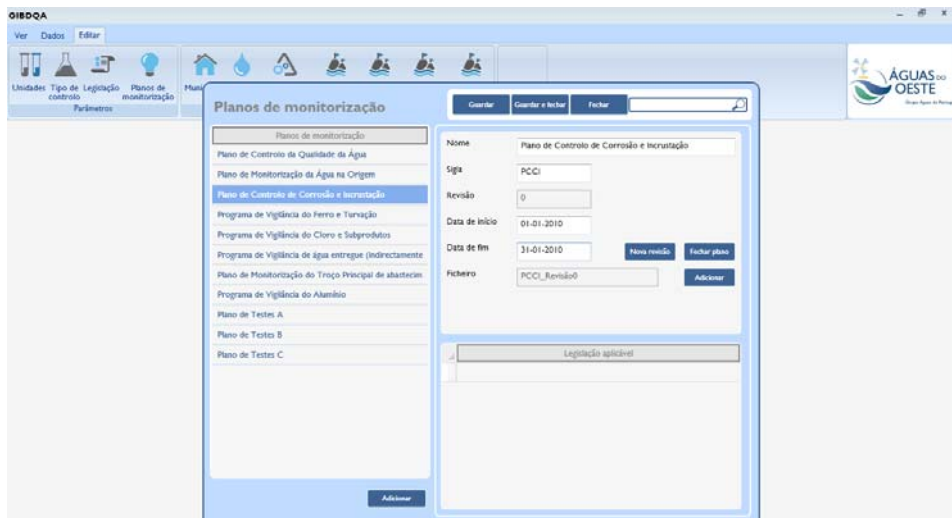 GIBDQA
Ver Dados Editar
Unidades Tipo de controlo Legislação Planos de monitorização
Parâmetros
ÁGUAS DO OESTE
Planos de monitorização
Guardar Guardar e fechar Fechar
Planos de monitorização
Plano de Controlo da Qualidade da Água
Plano de Monitorização da Água na Origem
Plano de Controlo de Corrosão e Incrustação
Programa de Vigilância do Ferro e Turvação
Programa de Vigilância do Cloro e Subprodutos
Programa de Vigilância de água entregue (indirectamente
Plano de Monitorização do Troço Principal de abastecim
Programa de Vigilância do Alumínio
Plano de Testes A
Plano de Testes B
Plano de Testes C
Adicionar
Nome Plano de Controlo de Corrosão e Incrustação
Sigla PCCI
Revisão 0
Data de início 01-01-2010
Data de fim 31-01-2010 Nova revisão Fechar plano
Ficheiro PCCI_Revisão0 Adicionar
Legislação aplicável